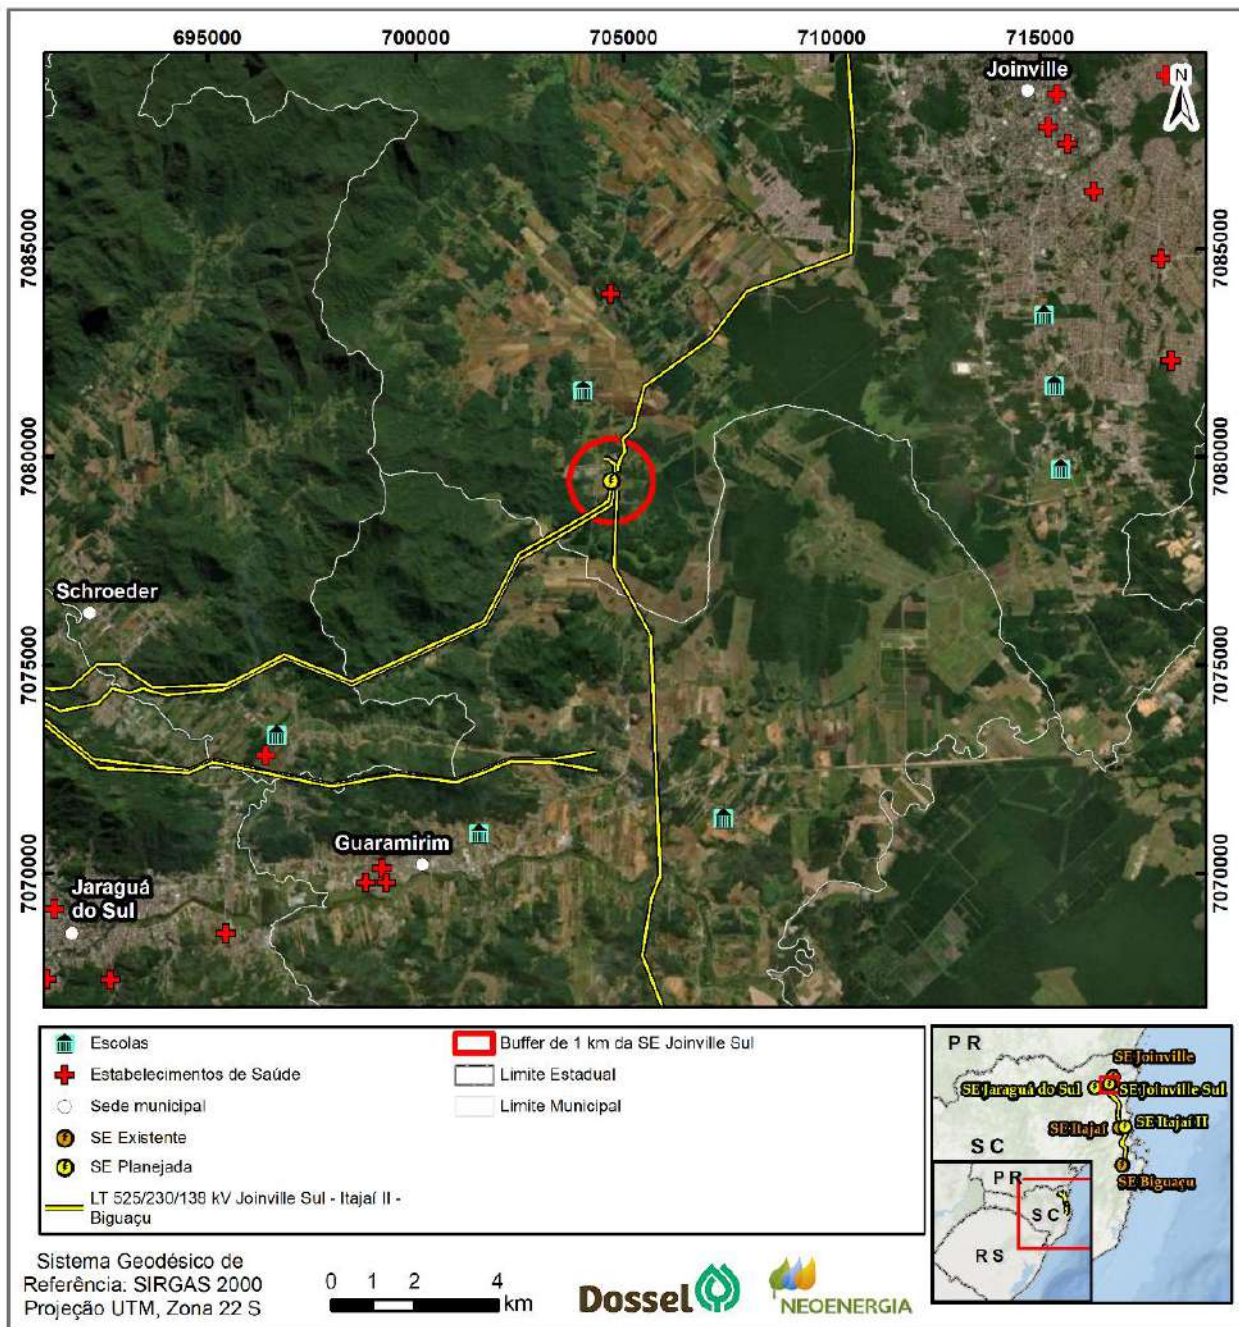 695000 700000 705000 710000 715000
Joinville
N
7085000
7085000
7080000
7080000
Schroeder
7075000
7075000
Guaramirim
Jaraguá
do Sul
7070000
7070000
Escolas
Estabelecimentos de Saúde
Sede municipal
SE Existente
SE Planejada
LT 525/230/138 kV Joinville Sul - Itajaí II -
Biguaçu
Buffer de 1 km da SE Joinville Sul
Limite Estadual
Limite Municipal
PR
SE Joinville
SE Jaraguá do Sul
SE Joinville Sul
SE Itajaí
SE Itajaí II
SC
SE Biguaçu
PR
SC
RS
Sistema Geodésico de
Referência: SIRGAS 2000
Projeção UTM, Zona 22 S
0 1 2 4
km
Dossel
NEOENERGIA